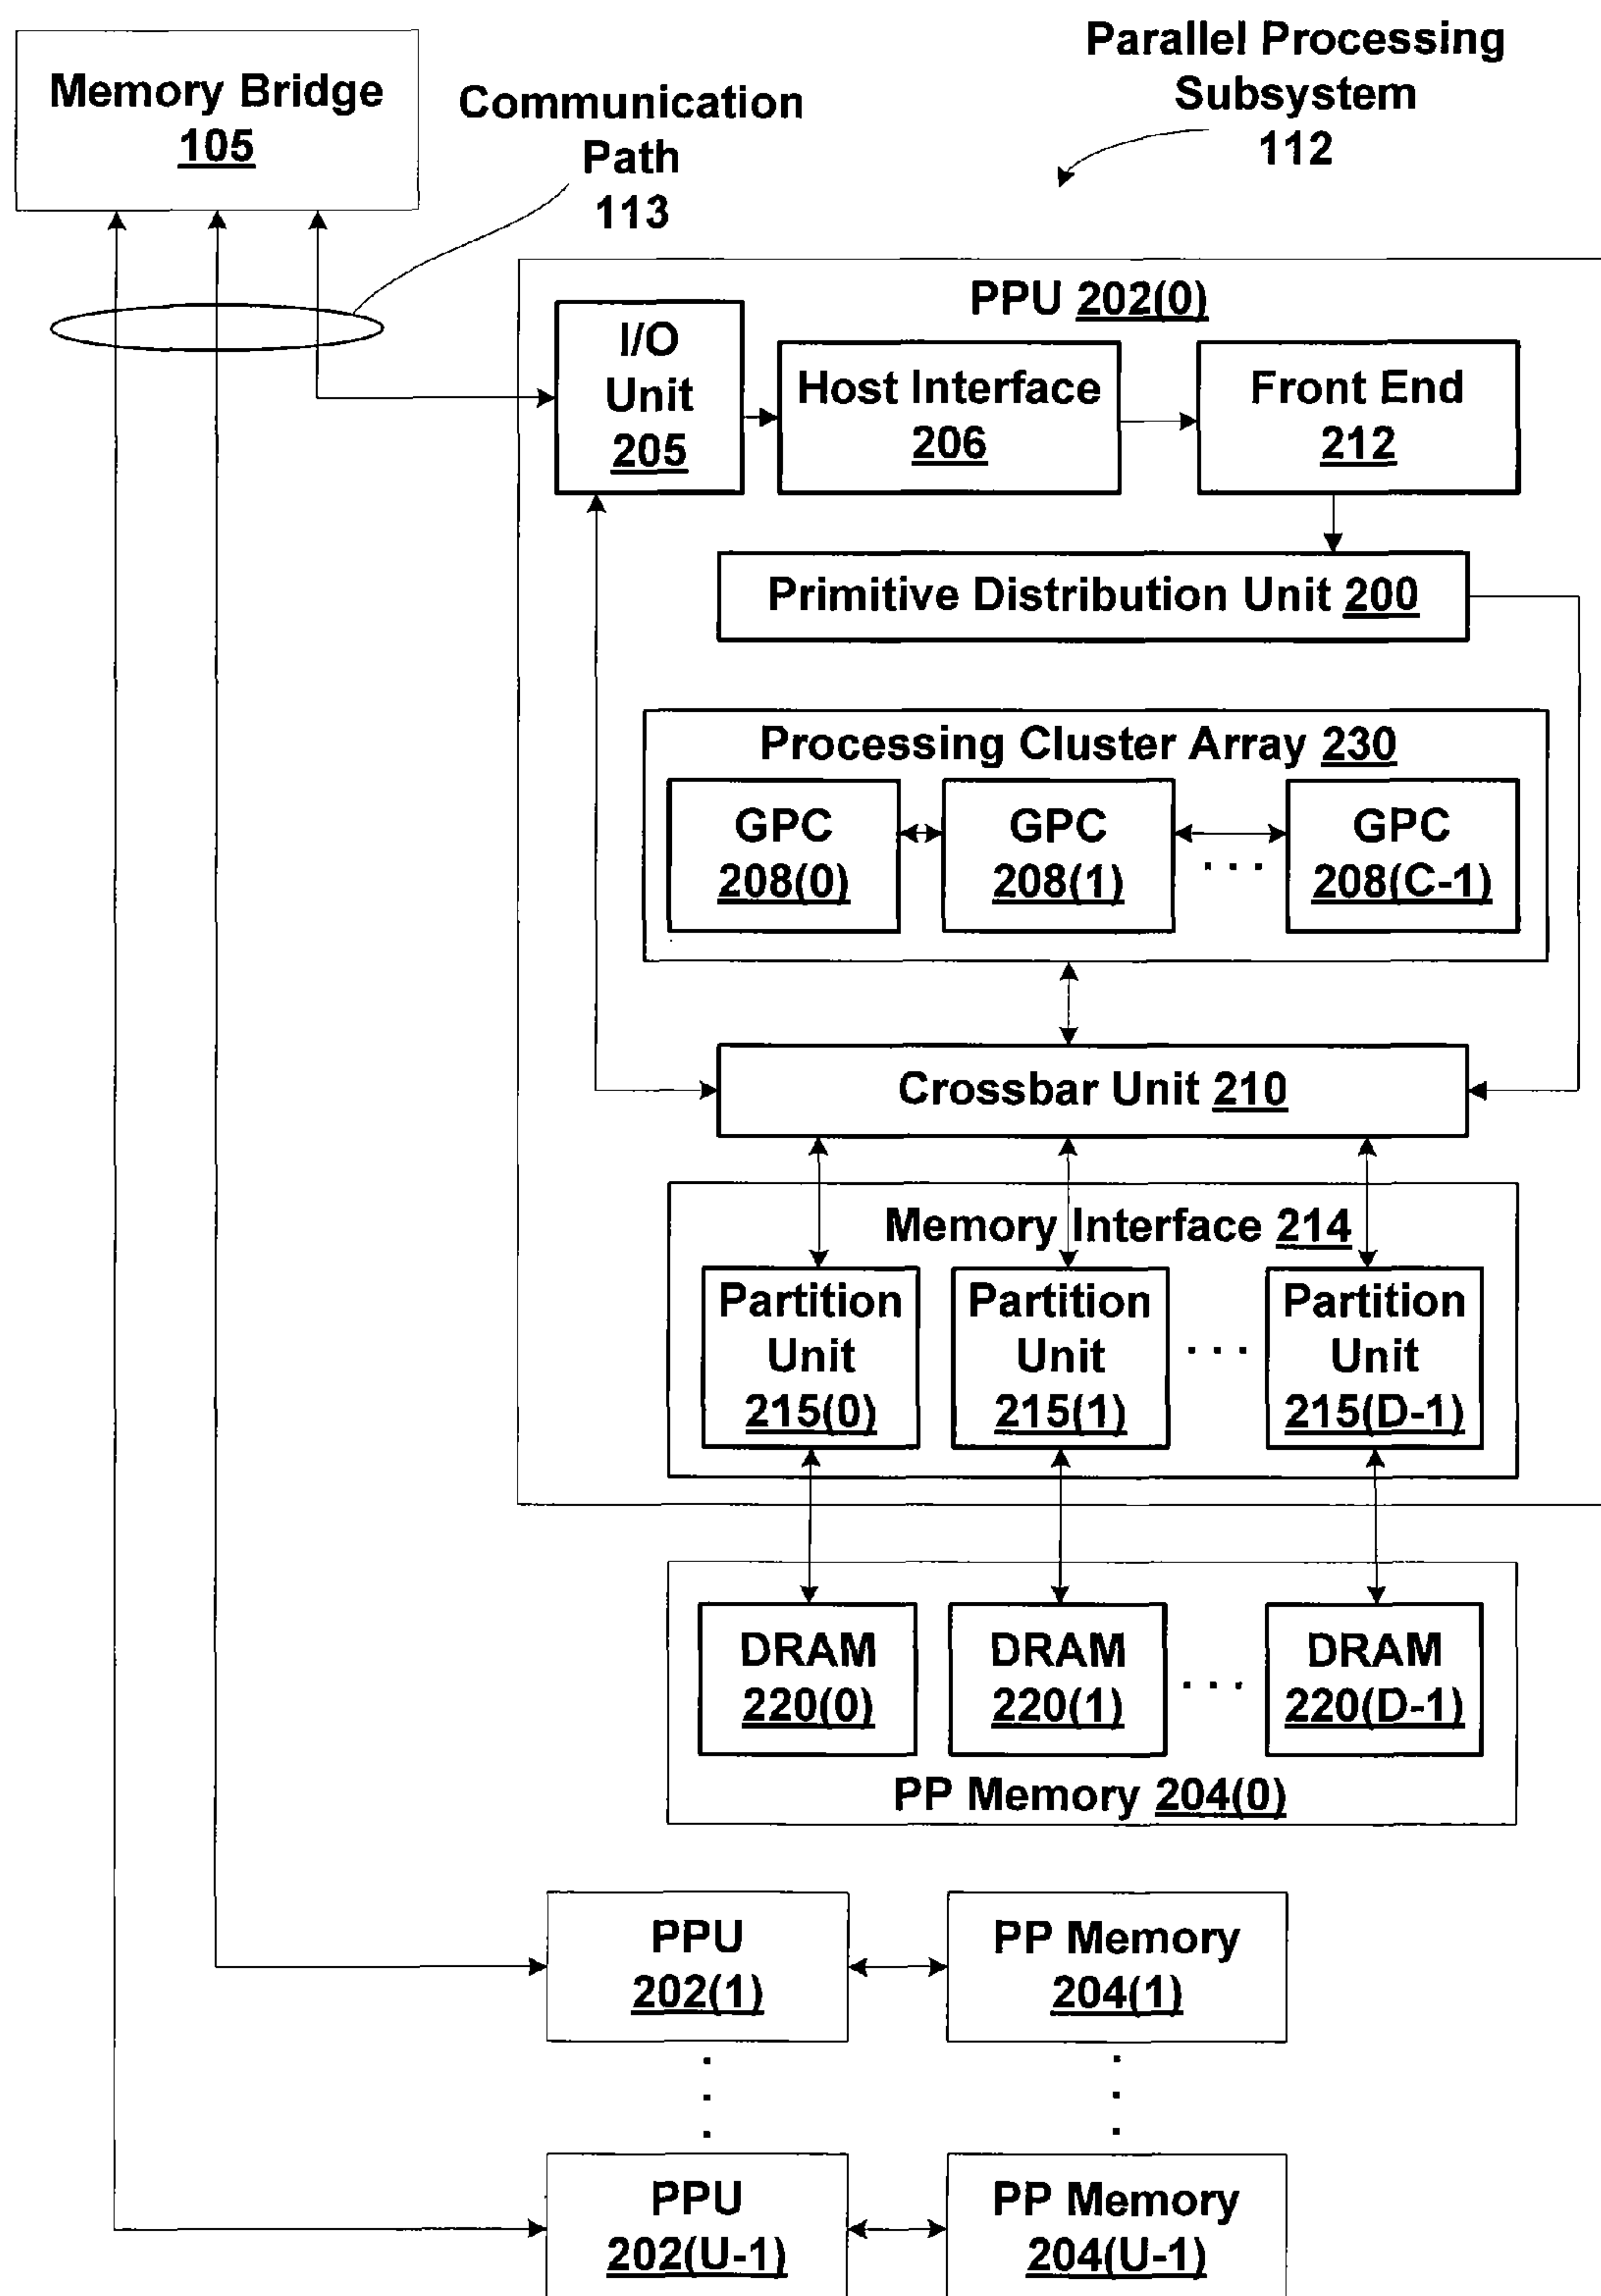 Parallel Processing
Subsystem
112
Memory Bridge
105
Communication
Path
113
PPU 202(0)
I/O
Unit
205
Host Interface
206
Front End
212
Primitive Distribution Unit 200
Processing Cluster Array 230
GPC
208(0)
GPC
208(1)
. . .
GPC
208(C-1)
Crossbar Unit 210
Memory Interface 214
Partition
Unit
215(0)
Partition
Unit
215(1)
. . .
Partition
Unit
215(D-1)
DRAM
220(0)
DRAM
220(1)
. . .
DRAM
220(D-1)
PP Memory 204(0)
PPU
202(1)
PP Memory
204(1)
PPU
202(U-1)
PP Memory
204(U-1)